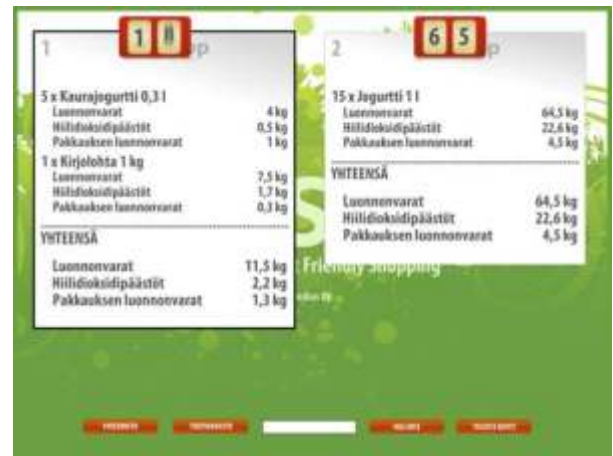 1
1
p
5 x Kaurajogurtti 0,3 l
Luonnonvarat 4 kg
Hiilidioksidipäästöt 0,5 kg
Pakkauksen luonnonvarat 1 kg
1 x Kirjolohta 1 kg
Luonnonvarat 7,5 kg
Hiilidioksidipäästöt 1,7 kg
Pakkauksen luonnonvarat 0,3 kg
YHTEENSÄ
Luonnonvarat 11,5 kg
Hiilidioksidipäästöt 2,2 kg
Pakkauksen luonnonvarat 1,3 kg
2
6 5
p
15 x Jogurtti 1 l
Luonnonvarat 64,5 kg
Hiilidioksidipäästöt 22,6 kg
Pakkauksen luonnonvarat 4,5 kg
YHTEENSÄ
Luonnonvarat 64,5 kg
Hiilidioksidipäästöt 22,6 kg
Pakkauksen luonnonvarat 4,5 kg
S
Friendly Shopping